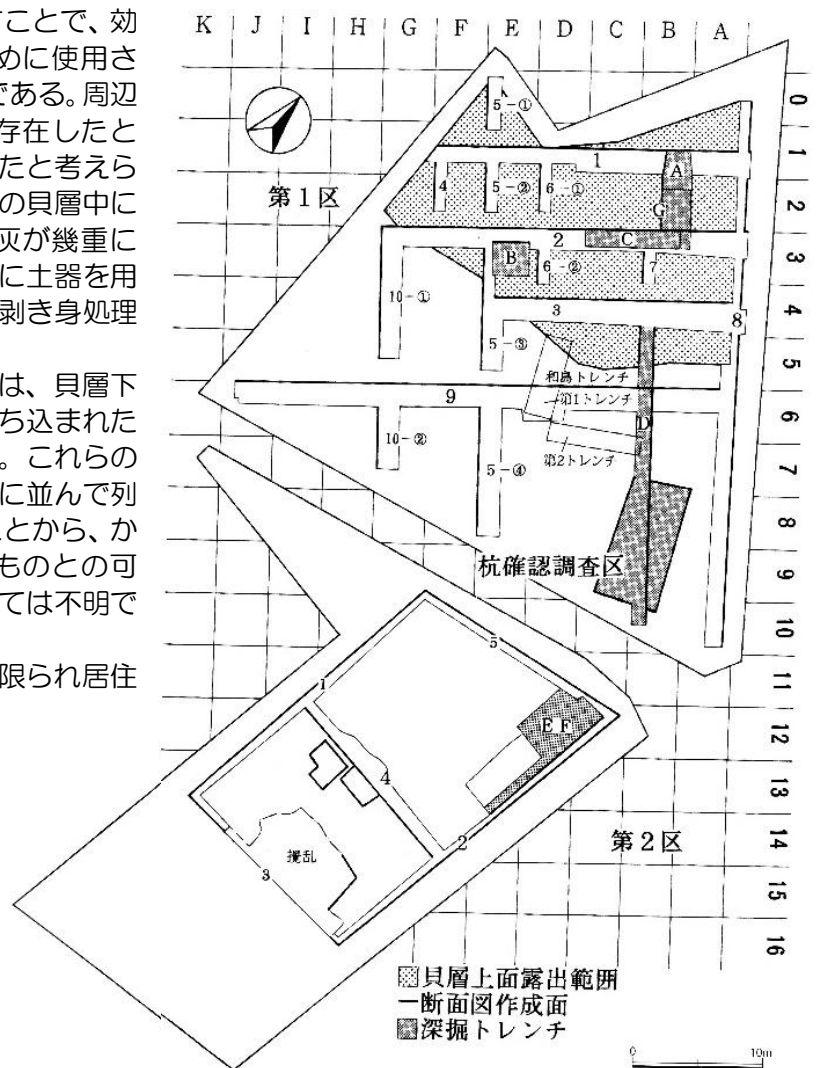 すことで、効
めに使用さ
である。周辺
存在したと
たと考えら
の貝層中に
灰が幾重に
に土器を用
剥き身処理
は、貝層下
ち込まれた
。これらの
に並んで列
ことから、か
ものとの可
ては不明で
限られ居住
K J I H G F E D C B A
0
1
2
3
4
5
6
7
8
9
10
11
12
13
14
15
16
第1区
5-①
1
A
4
5-②
6-①
G
2
C
B
6-②
7
10-①
3
8
5-③
和島トレンチ
9
第1トレンチ
D
10-②
第2トレンチ
5-④
杭確認調査区
5
1
E F
4
2
第2区
攪乱
3
貝層上面露出範囲
断面図作成面
深掘トレンチ
0 10m